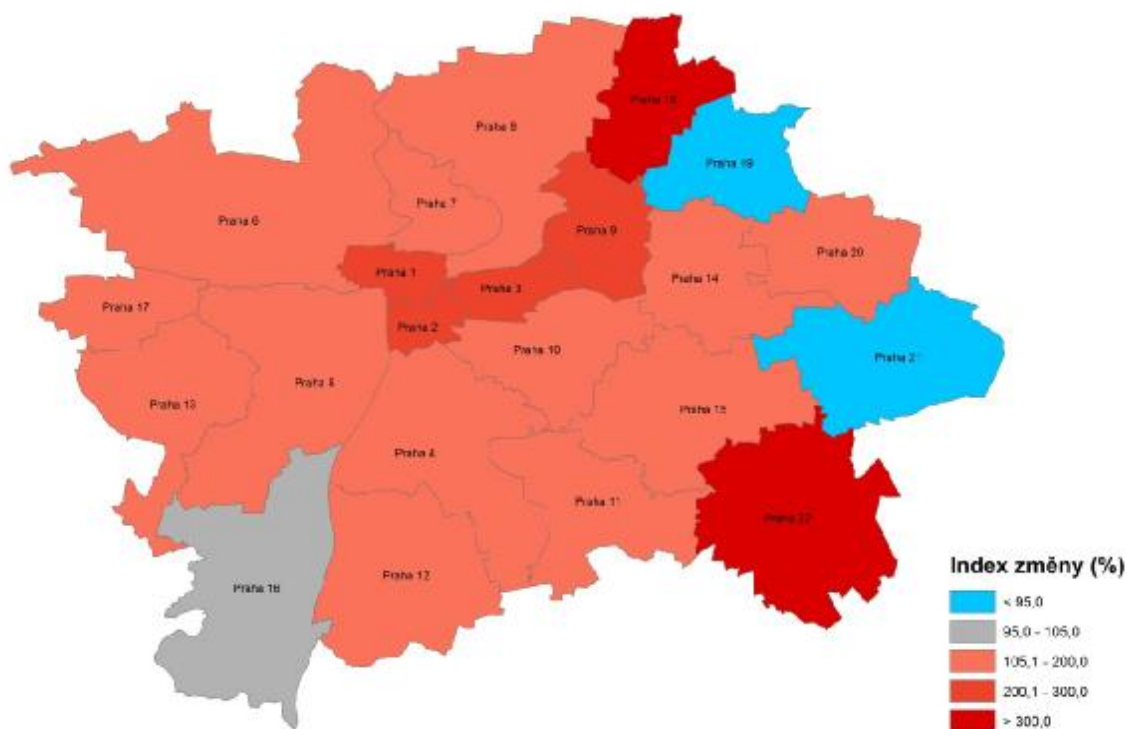 Praha 8
Praha 18
Praha 19
Praha 7
Praha 6
Praha 9
Praha 20
Praha 1
Praha 14
Praha 3
Praha 17
Praha 2
Praha 10
Praha 21
Praha 5
Praha 13
Praha 15
Praha 4
Praha 11
Praha 22
Praha 12
Praha 16
Index změny (%)
< 95,0
95,0 - 105,0
105,1 - 200,0
200,1 - 300,0
> 300,0